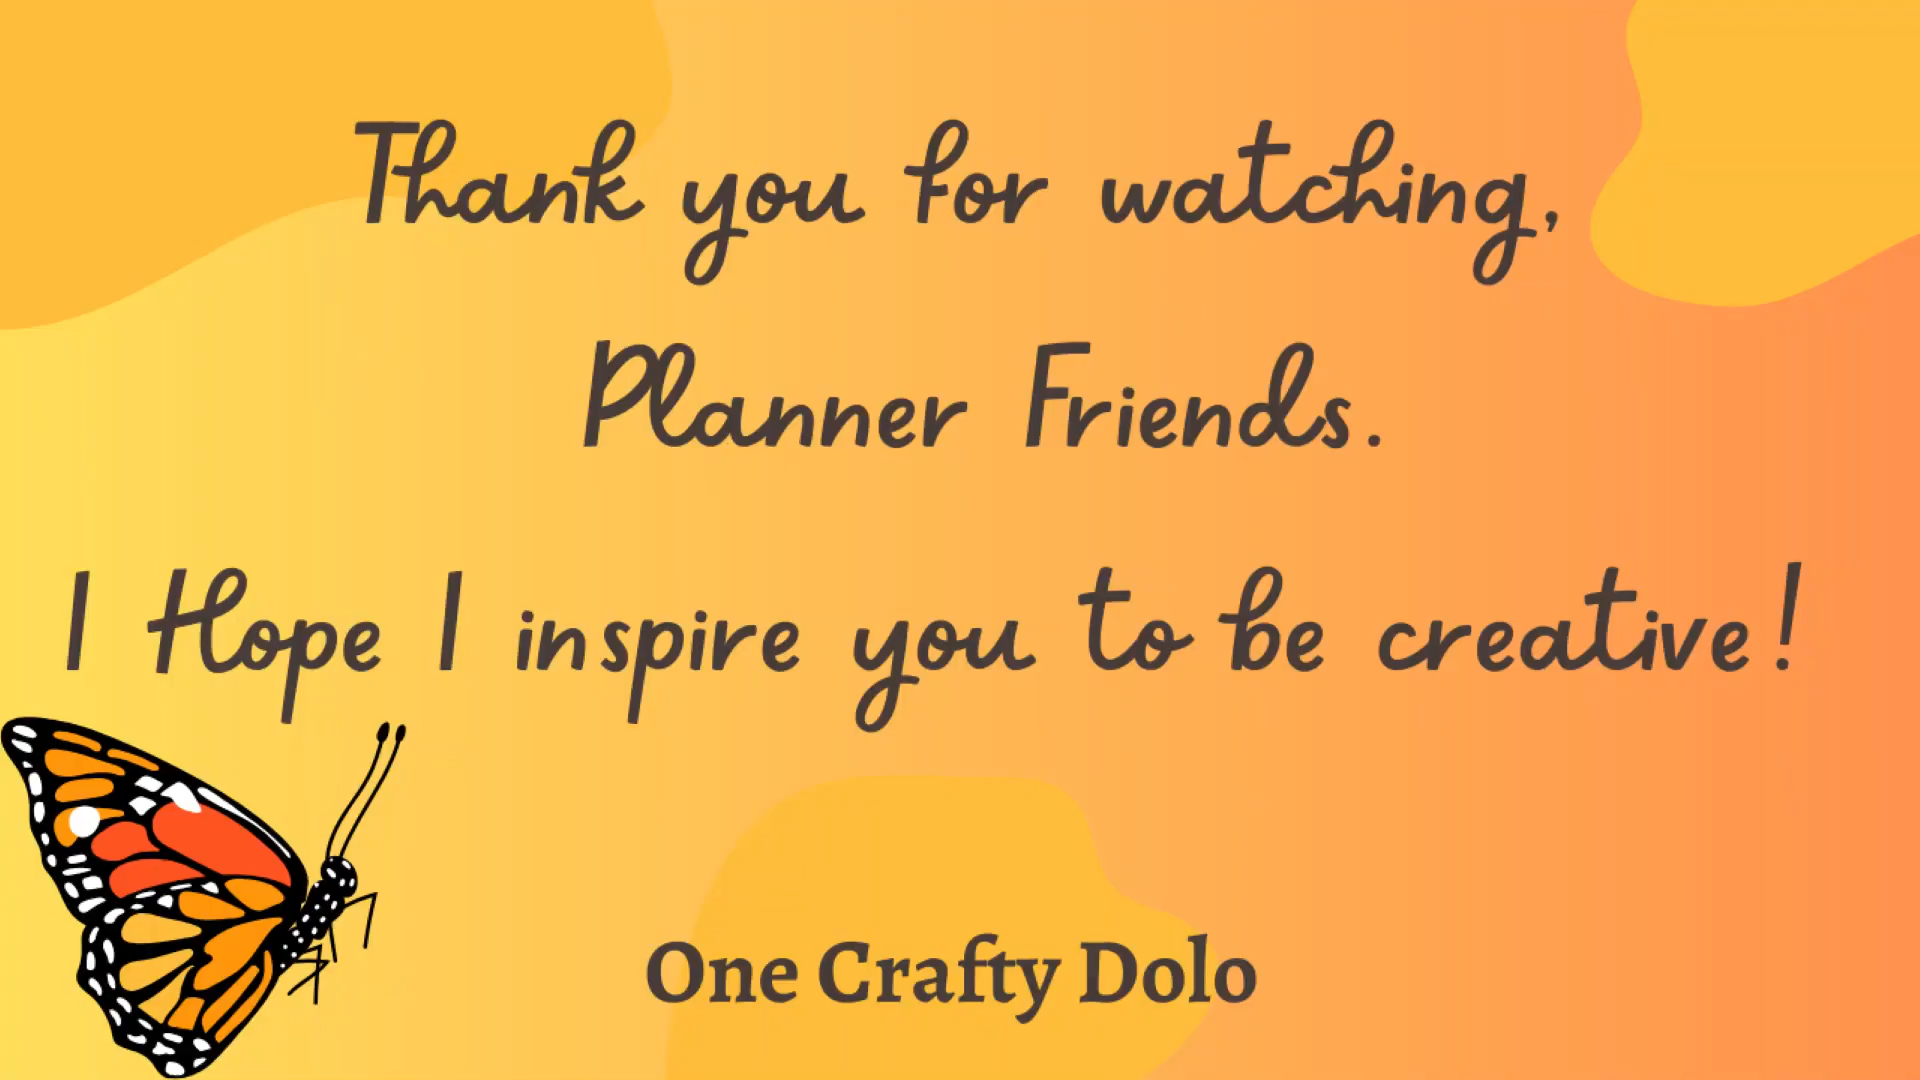 Thank you for watching,
Planner Friends.
I Hope I inspire you to be creative!
One Crafty Dolo